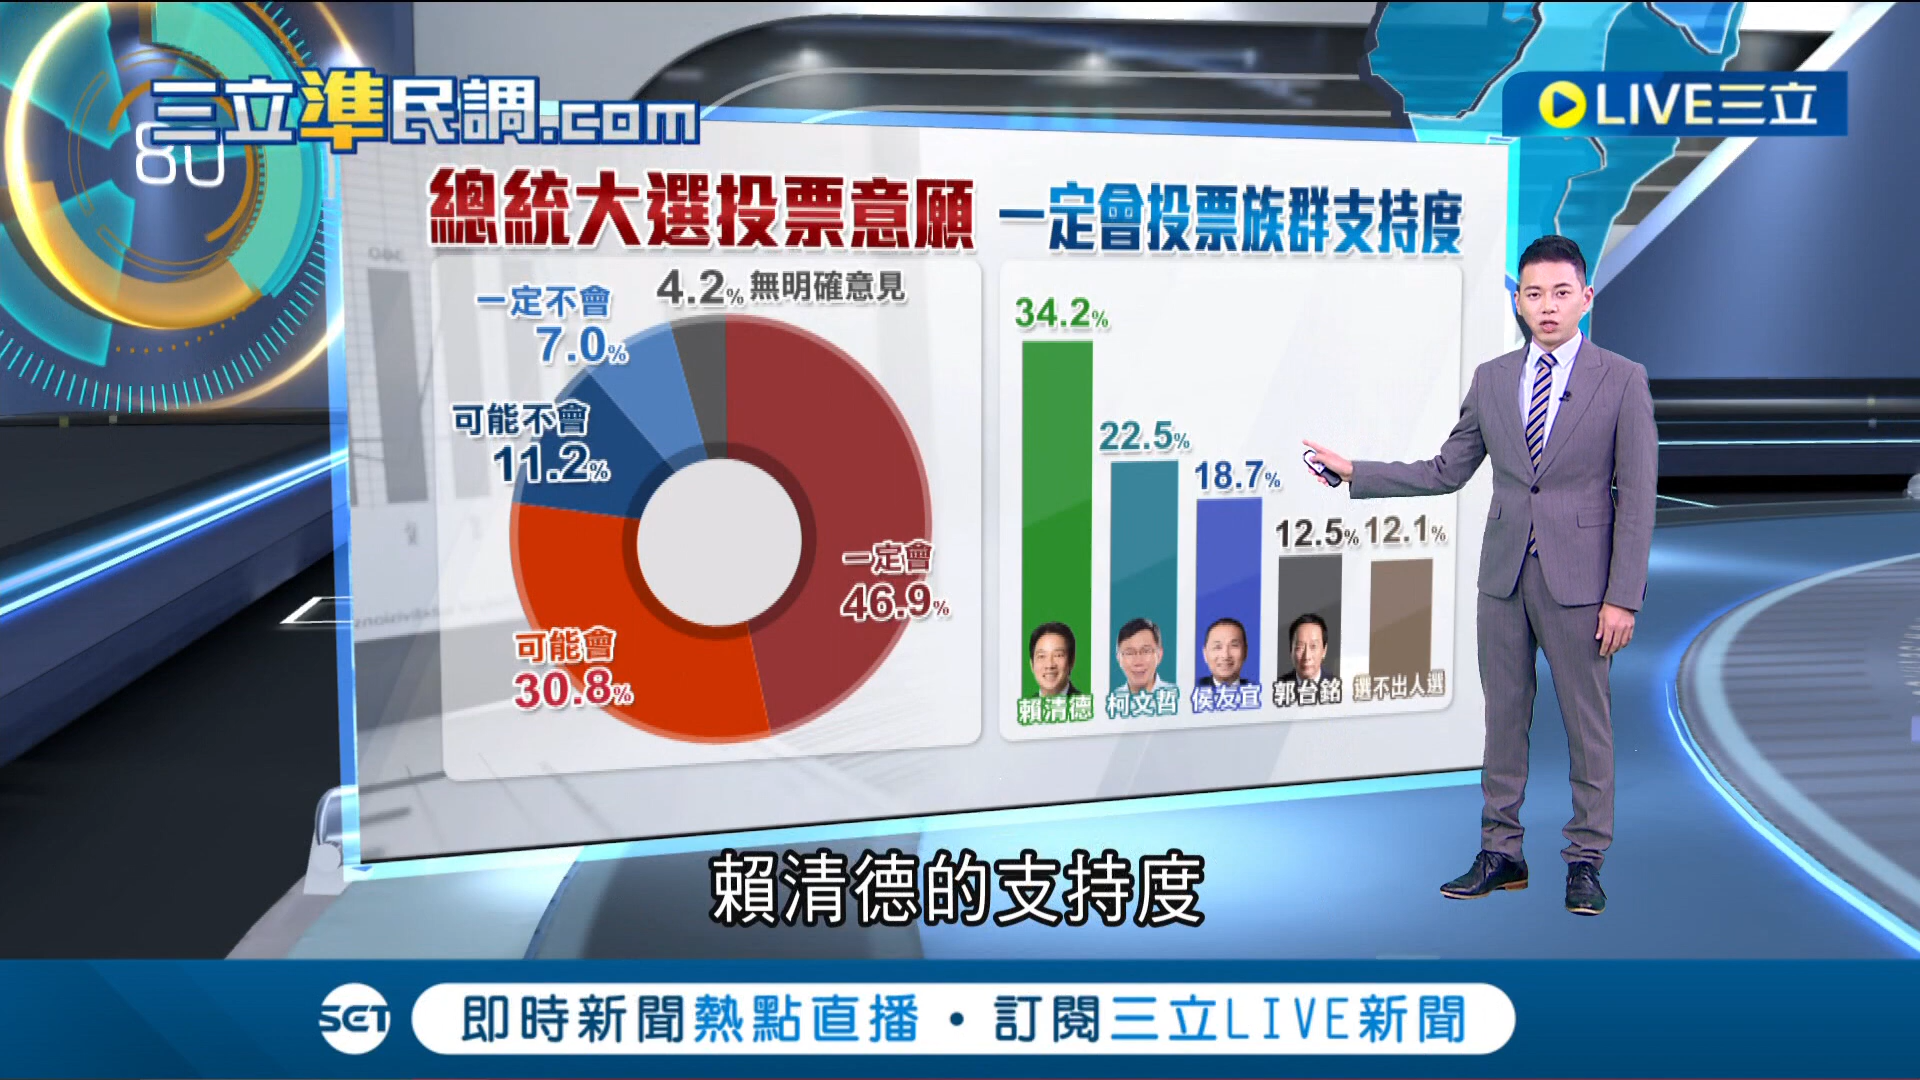 三立準民調.com
80
LIVE三立
總統大選投票意願
一定會投票族群支持度
4.2% 無明確意見
一定不會
7.0%
可能不會
11.2%
一定會
46.9%
可能會
30.8%
34.2%
22.5%
18.7%
12.5%
12.1%
賴清德
柯文哲
侯友宜
郭台銘
選不出人選
賴清德的支持度
SET
即時新聞熱點直播・訂閱三立LIVE新聞